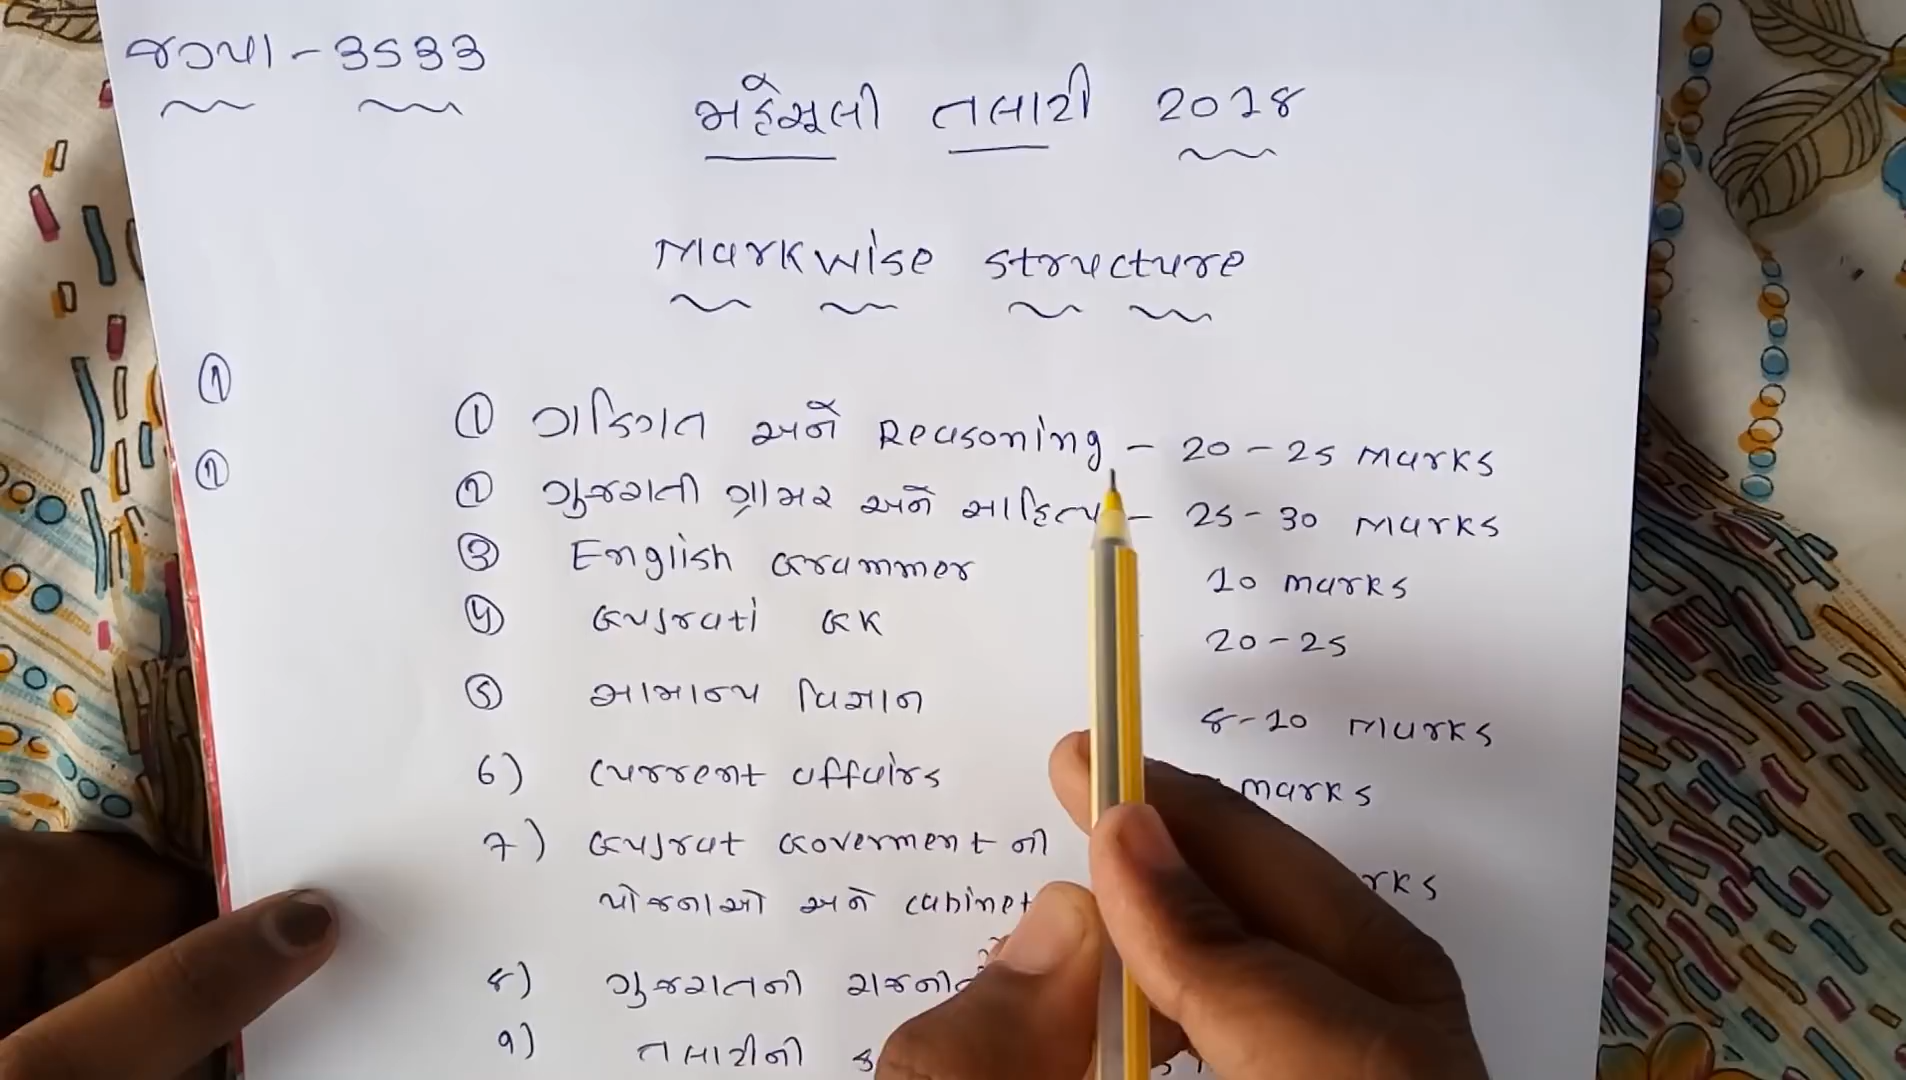 જગ્યા - ૩૬૩૩
મહેસૂલી તલાટી 2018
Markwise structure
①
① ગાણિત અને Reasoning - 20 - 25 marks
②
② ગુજરાતી ગ્રામર અને સાહિત્ય - 25 - 30 marks
③ English Grammer 10 marks
④ Gujrati GK 20 - 25
⑤ સામાન્ય વિજ્ઞાન 8 - 10 marks
6) Current affairs marks
7) Gujrat Goverment ની
યોજનાઓ અને cabinet
8) ગુજરાતની
9) તલાટીની